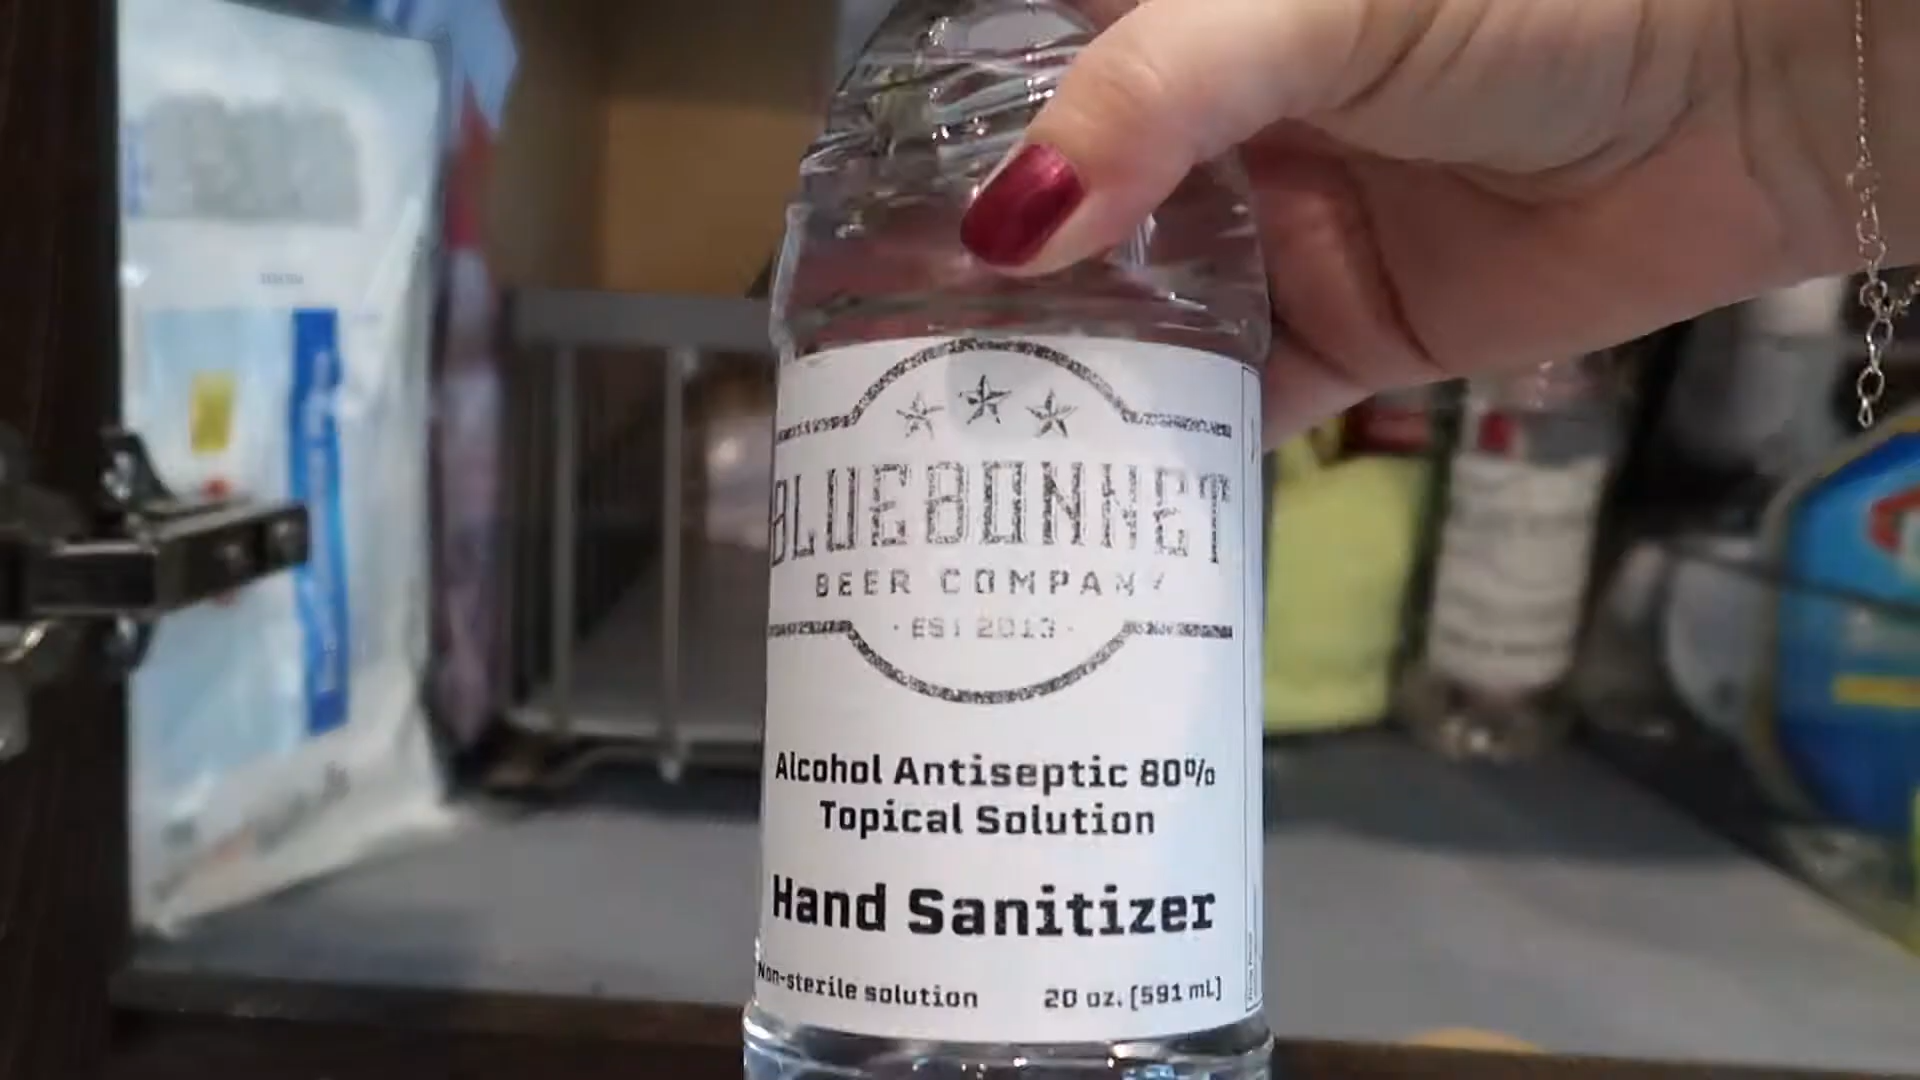 BLUEBONNET
BEER COMPANY
· EST 2013 ·
Alcohol Antiseptic 80%
Topical Solution
Hand Sanitizer
Non-sterile solution 20 oz. (591 mL)